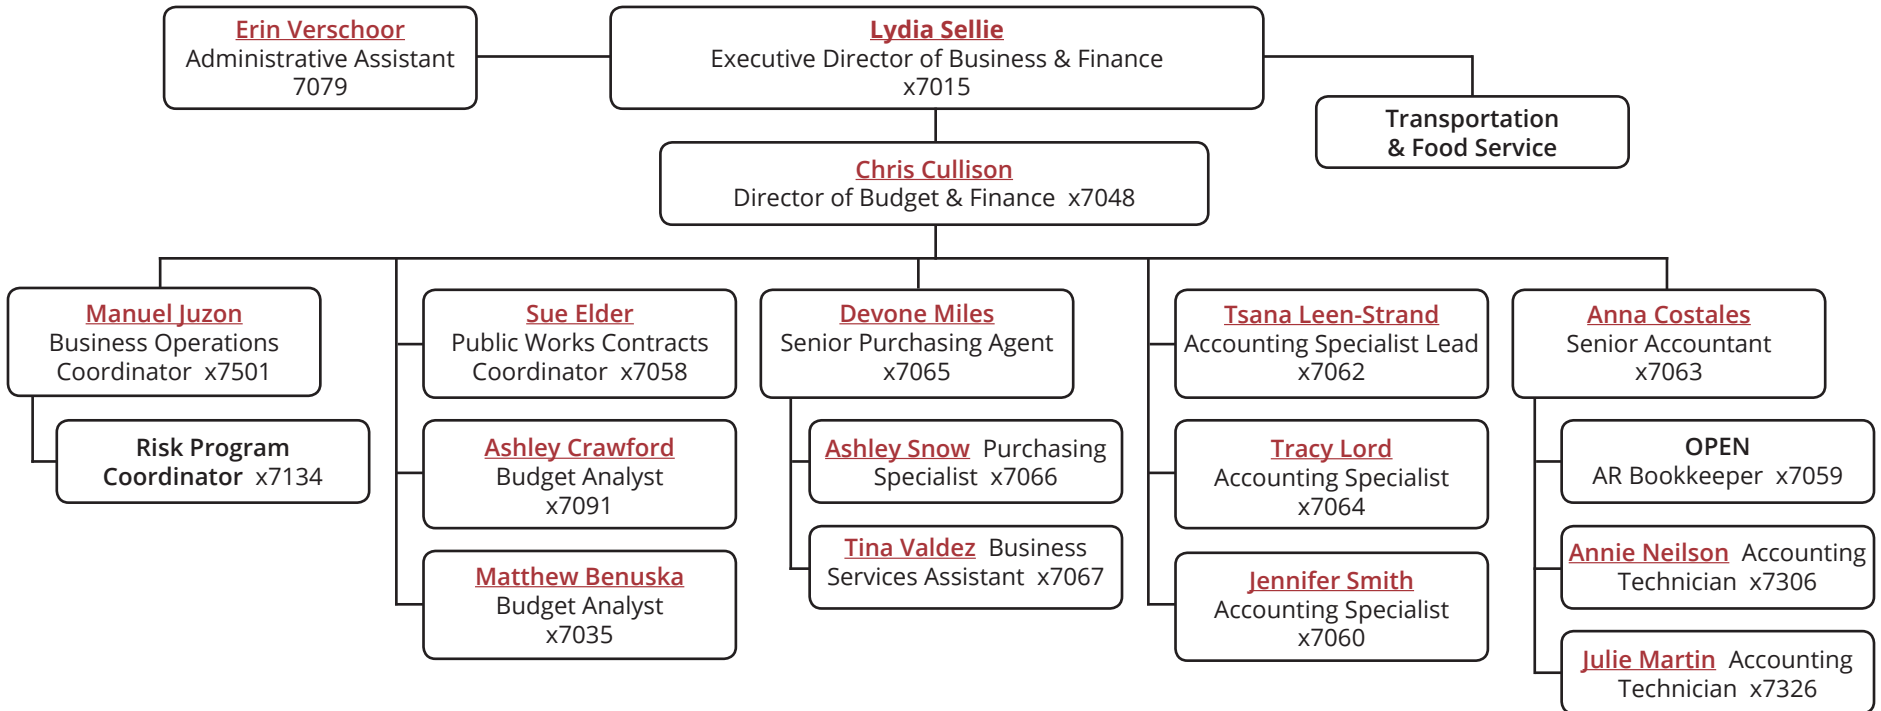 Erin Verschoor
Administrative Assistant
7079
Lydia Sellie
Executive Director of Business & Finance
x7015
Transportation
& Food Service
Chris Cullison
Director of Budget & Finance x7048
Manuel Juzon
Business Operations
Coordinator x7501
Risk Program
Coordinator x7134
Sue Elder
Public Works Contracts
Coordinator x7058
Ashley Crawford
Budget Analyst
x7091
Matthew Benuska
Budget Analyst
x7035
Devone Miles
Senior Purchasing Agent
x7065
Ashley Snow Purchasing
Specialist x7066
Tina Valdez Business
Services Assistant x7067
Tsana Leen-Strand
Accounting Specialist Lead
x7062
Tracy Lord
Accounting Specialist
x7064
Jennifer Smith
Accounting Specialist
x7060
Anna Costales
Senior Accountant
x7063
OPEN
AR Bookkeeper x7059
Annie Neilson Accounting
Technician x7306
Julie Martin Accounting
Technician x7326